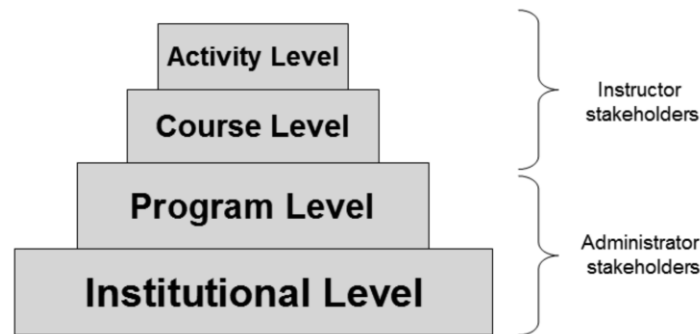 Activity Level
Course Level
Program Level
Institutional Level
Instructor
stakeholders
Administrator
stakeholders